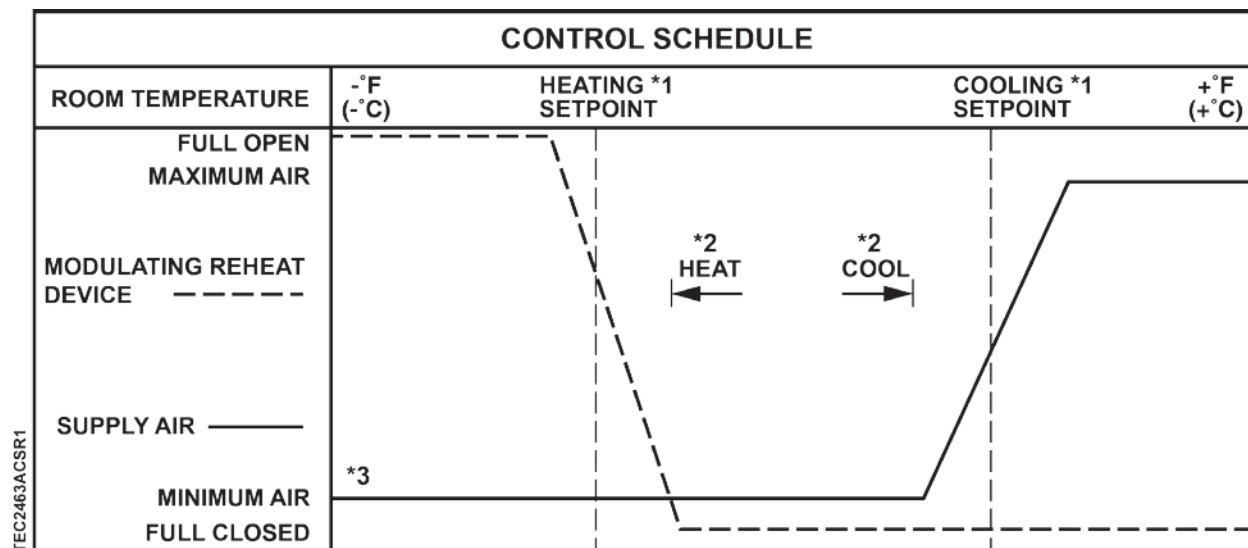 CONTROL SCHEDULE
ROOM TEMPERATURE
-°F
(-°C)
HEATING *1
SETPOINT
COOLING *1
SETPOINT
+°F
(+°C)
FULL OPEN
MAXIMUM AIR
MODULATING REHEAT
DEVICE
*2
HEAT
*2
COOL
SUPPLY AIR
*3
MINIMUM AIR
FULL CLOSED
TEC2463ACSR1